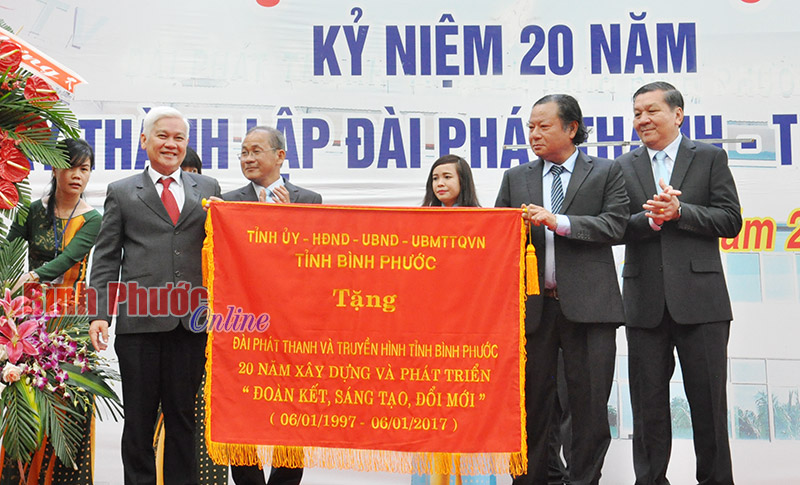 KỶ NIỆM 20 NĂM
THÀNH LẬP ĐÀI PHÁT THANH - T
ăm 2
TỈNH ỦY - HĐND - UBND - UBMTTQVN
TỈNH BÌNH PHƯỚC
Tặng
ĐÀI PHÁT THANH VÀ TRUYỀN HÌNH TỈNH BÌNH PHƯỚC
20 NĂM XÂY DỰNG VÀ PHÁT TRIỂN
“ ĐOÀN KẾT, SÁNG TẠO, ĐỔI MỚI ”
( 06/01/1997 - 06/01/2017 )
Bình Phước
Online